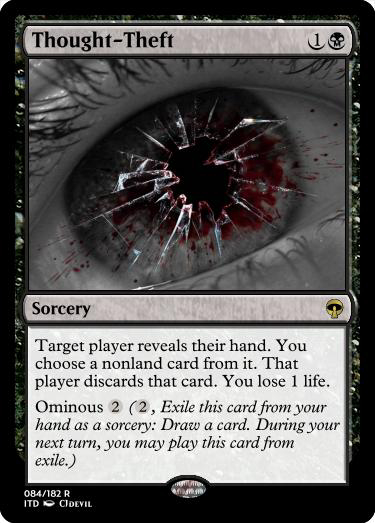 Thought-Theft 1
Sorcery
Target player reveals their hand. You
choose a nonland card from it. That
player discards that card. You lose 1 life.
Ominous 2 (2, Exile this card from your
hand as a sorcery: Draw a card. During your
next turn, you may play this card from
exile.)
084/182 R
ITD CJDEVIL